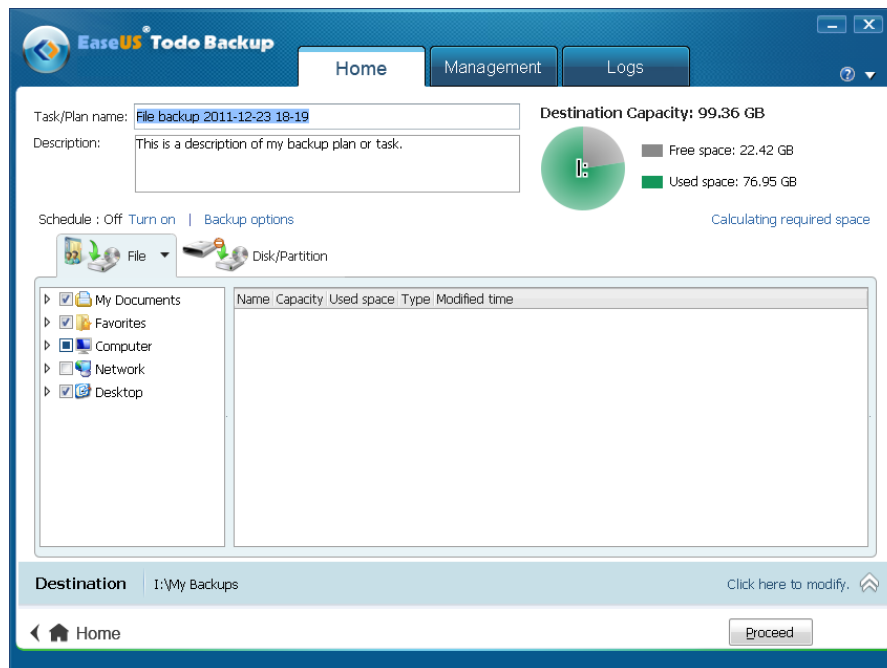 EaseUS® Todo Backup
Home
Management
Logs
Task/Plan name: File backup 2011-12-23 18-19
Description: This is a description of my backup plan or task.
Destination Capacity: 99.36 GB
I:
Free space: 22.42 GB
Used space: 76.95 GB
Schedule : Off Turn on | Backup options
Calculating required space
File
Disk/Partition
My Documents
Favorites
Computer
Network
Desktop
Name Capacity Used space Type Modified time
Destination I:\My Backups Click here to modify.
Home
Proceed